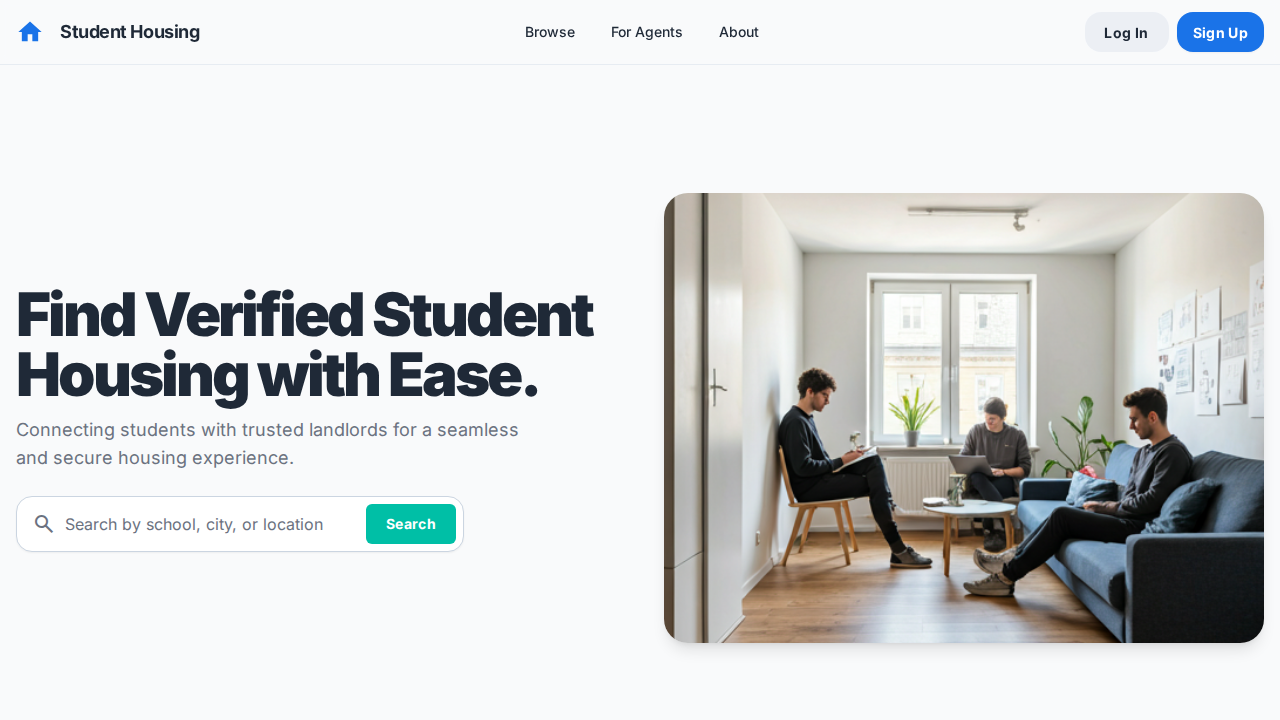 Student Housing
Browse
For Agents
About
Log In
Sign Up
Find Verified Student
Housing with Ease.
Connecting students with trusted landlords for a seamless
and secure housing experience.
Search by school, city, or location
Search